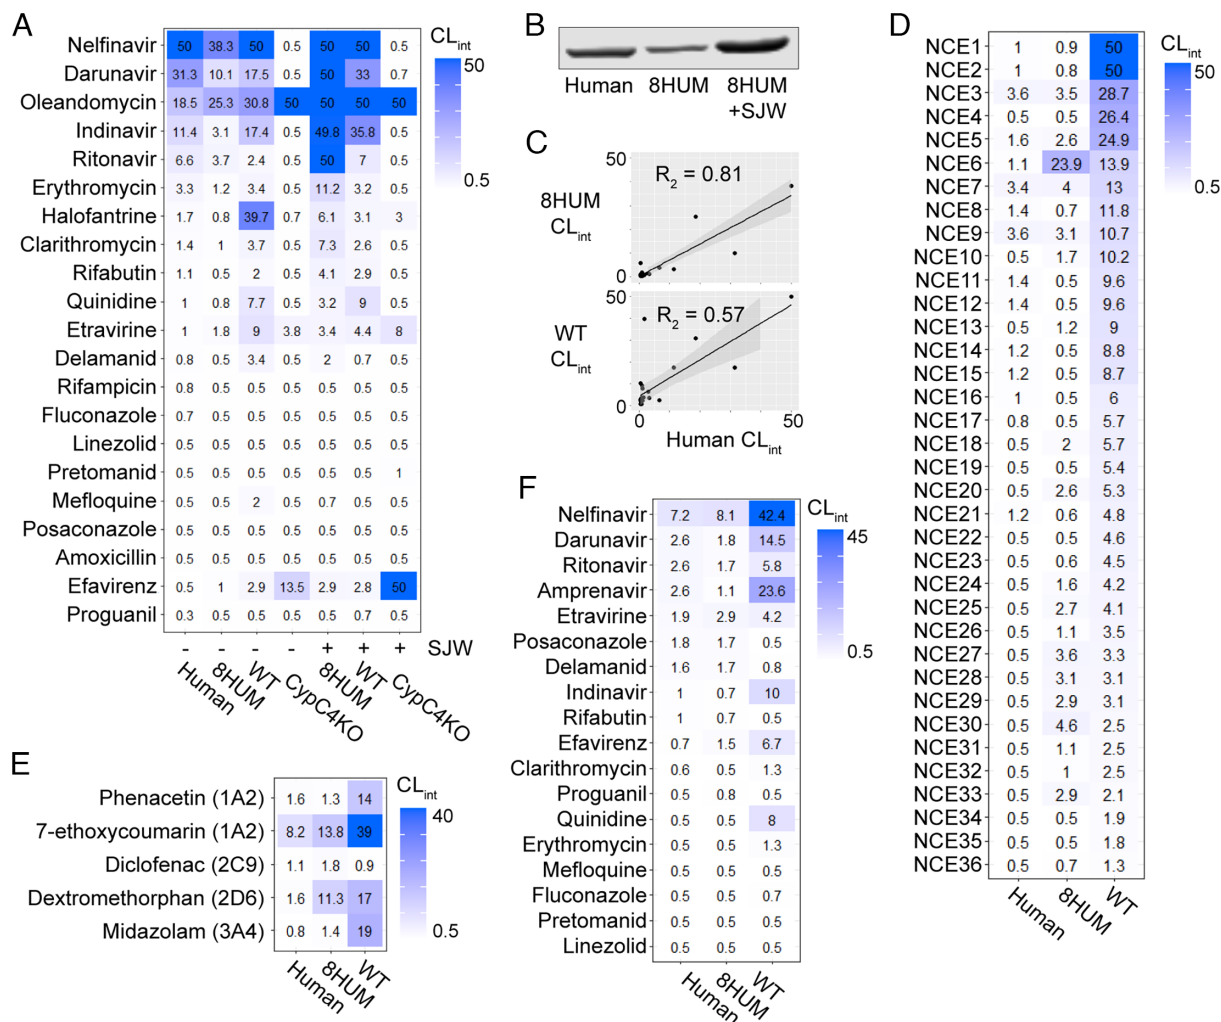 A
Nelfinavir 50 38.3 50 0.5 50 50 0.5
Darunavir 31.3 10.1 17.5 0.5 50 33 0.7
Oleandomycin 18.5 25.3 30.8 50 50 50 50
Indinavir 11.4 3.1 17.4 0.5 49.8 35.8 0.5
Ritonavir 6.6 3.7 2.4 0.5 50 7 0.5
Erythromycin 3.3 1.2 3.4 0.5 11.2 3.2 0.5
Halofantrine 1.7 0.8 39.7 0.7 6.1 3.1 3
Clarithromycin 1.4 1 3.7 0.5 7.3 2.6 0.5
Rifabutin 1.1 0.5 2 0.5 4.1 2.9 0.5
Quinidine 1 0.8 7.7 0.5 3.2 9 0.5
Etravirine 1 1.8 9 3.8 3.4 4.4 8
Delamanid 0.8 0.5 3.4 0.5 2 0.7 0.5
Rifampicin 0.8 0.5 0.5 0.5 0.5 0.5 0.5
Fluconazole 0.7 0.5 0.5 0.5 0.5 0.5 0.5
Linezolid 0.5 0.5 0.5 0.5 0.5 0.5 0.5
Pretomanid 0.5 0.5 0.5 0.5 0.5 0.5 1
Mefloquine 0.5 0.5 2 0.5 0.7 0.5 0.5
Posaconazole 0.5 0.5 0.5 0.5 0.5 0.5 0.5
Amoxicillin 0.5 0.5 0.5 0.5 0.5 0.5 0.5
Efavirenz 0.5 1 2.9 13.5 2.9 2.8 50
Proguanil 0.3 0.5 0.5 0.5 0.5 0.7 0.5
- - - - + + + SJW
Human 8HUM WT CypC4KO 8HUM WT CypC4KO
CLint
50
0.5
B
Human 8HUM 8HUM
+SJW
C
50
R2 = 0.81
8HUM
CLint
0
50
R2 = 0.57
WT
CLint
0
0 50
Human CLint
D
NCE1 1 0.9 50
NCE2 1 0.8 50
NCE3 3.6 3.5 28.7
NCE4 0.5 0.5 26.4
NCE5 1.6 2.6 24.9
NCE6 1.1 23.9 13.9
NCE7 3.4 4 13
NCE8 1.4 0.7 11.8
NCE9 3.6 3.1 10.7
NCE10 0.5 1.7 10.2
NCE11 1.4 0.5 9.6
NCE12 1.4 0.5 9.6
NCE13 0.5 1.2 9
NCE14 1.2 0.5 8.8
NCE15 1.2 0.5 8.7
NCE16 1 0.5 6
NCE17 0.8 0.5 5.7
NCE18 0.5 2 5.7
NCE19 0.5 0.5 5.4
NCE20 0.5 2.6 5.3
NCE21 1.2 0.6 4.8
NCE22 0.5 0.5 4.6
NCE23 0.5 0.6 4.5
NCE24 0.5 1.6 4.2
NCE25 0.5 2.7 4.1
NCE26 0.5 1.1 3.5
NCE27 0.5 3.6 3.3
NCE28 0.5 3.1 3.1
NCE29 0.5 2.9 3.1
NCE30 0.5 4.6 2.5
NCE31 0.5 1.1 2.5
NCE32 0.5 1 2.5
NCE33 0.5 2.9 2.1
NCE34 0.5 0.5 1.9
NCE35 0.5 0.5 1.8
NCE36 0.5 0.7 1.3
Human 8HUM WT
CLint
50
0.5
E
Phenacetin (1A2) 1.6 1.3 14
7-ethoxycoumarin (1A2) 8.2 13.8 39
Diclofenac (2C9) 1.1 1.8 0.9
Dextromethorphan (2D6) 1.6 11.3 17
Midazolam (3A4) 0.8 1.4 19
Human 8HUM WT
CLint
40
0.5
F
Nelfinavir 7.2 8.1 42.4
Darunavir 2.6 1.8 14.5
Ritonavir 2.6 1.7 5.8
Amprenavir 2.6 1.1 23.6
Etravirine 1.9 2.9 4.2
Posaconazole 1.8 1.7 0.5
Delamanid 1.6 1.7 0.8
Indinavir 1 0.7 10
Rifabutin 1 0.7 0.5
Efavirenz 0.7 1.5 6.7
Clarithromycin 0.6 0.5 1.3
Proguanil 0.5 0.8 0.5
Quinidine 0.5 0.5 8
Erythromycin 0.5 0.5 1.3
Mefloquine 0.5 0.5 0.5
Fluconazole 0.5 0.5 0.7
Pretomanid 0.5 0.5 0.5
Linezolid 0.5 0.5 0.5
Human 8HUM WT
CLint
45
0.5